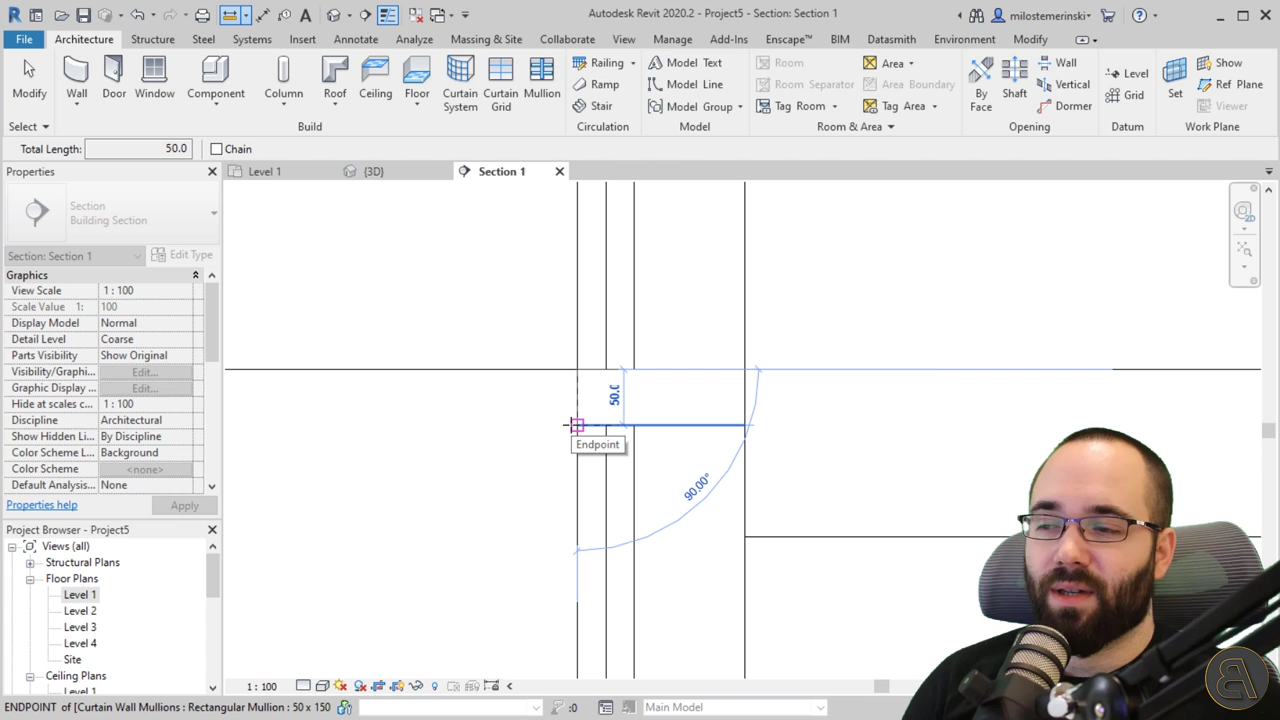 Autodesk Revit 2020.2 - Project5 - Section: Section 1
milostemerinski
File Architecture Structure Steel Systems Insert Annotate Analyze Massing & Site Collaborate View Manage Add-Ins Enscape™ BIM Datasmith Environment Modify
Modify Wall Door Window Component Column Roof Ceiling Floor Curtain System Curtain Grid Mullion
Railing
Ramp
Stair
Model Text
Model Line
Model Group
Room
Room Separator
Tag Room
Area
Area Boundary
Tag Area
By Face Shaft
Wall
Vertical
Dormer
Level
Grid
Set
Show
Ref Plane
Viewer
Select Build Circulation Model Room & Area Opening Datum Work Plane
Total Length: 50.0 Chain
Properties
Level 1 {3D} Section 1
Section
Building Section
Section: Section 1 Edit Type
Graphics
View Scale 1 : 100
Scale Value 1: 100
Display Model Normal
Detail Level Coarse
Parts Visibility Show Original
Visibility/Graphi... Edit...
Graphic Display ... Edit...
Hide at scales c... 1 : 100
Discipline Architectural
Show Hidden Li... By Discipline
Color Scheme L... Background
Color Scheme <none>
Default Analysis... None
Properties help Apply
Project Browser - Project5
Views (all)
Structural Plans
Floor Plans
Level 1
Level 2
Level 3
Level 4
Site
Ceiling Plans
Level 1
50.0
Endpoint
90.00°
2D
1 : 100
ENDPOINT of [Curtain Wall Mullions : Rectangular Mullion : 50 x 150
:0 Main Model